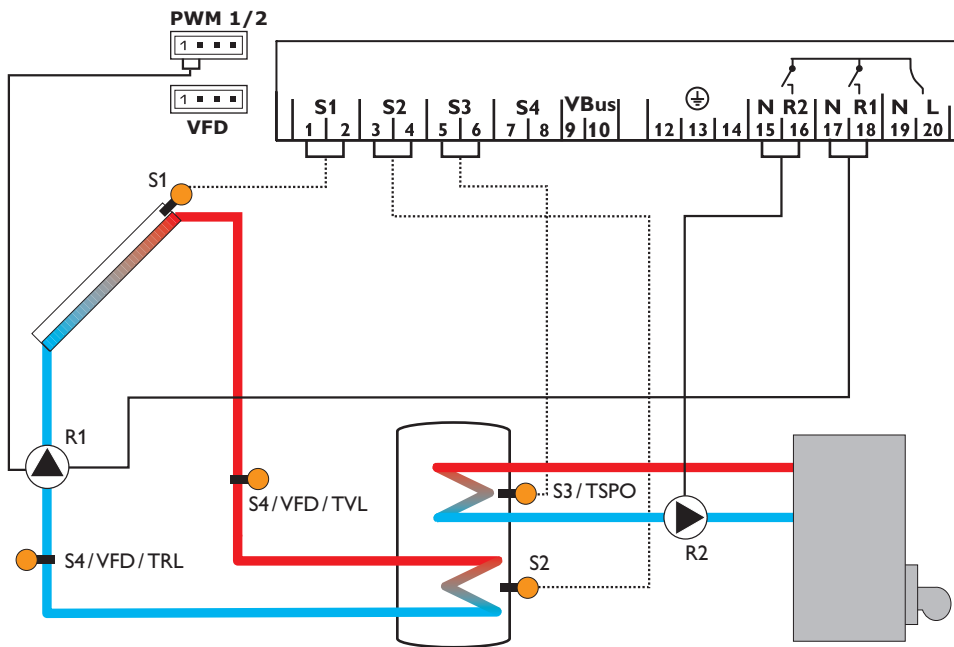 PWM 1/2
1
1
VFD
S1 S2 S3 S4 VBus N R2 N R1 N L
1 2 3 4 5 6 7 8 9 10 12 13 14 15 16 17 18 19 20
S1
R1
S4/VFD/TVL
S3/TSPO
R2
S4/VFD/TRL
S2